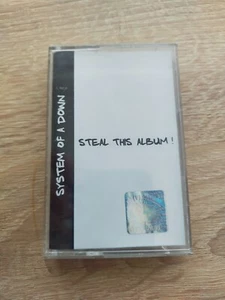 SYSTEM OF A DOWN
STEAL THIS ALBUM !